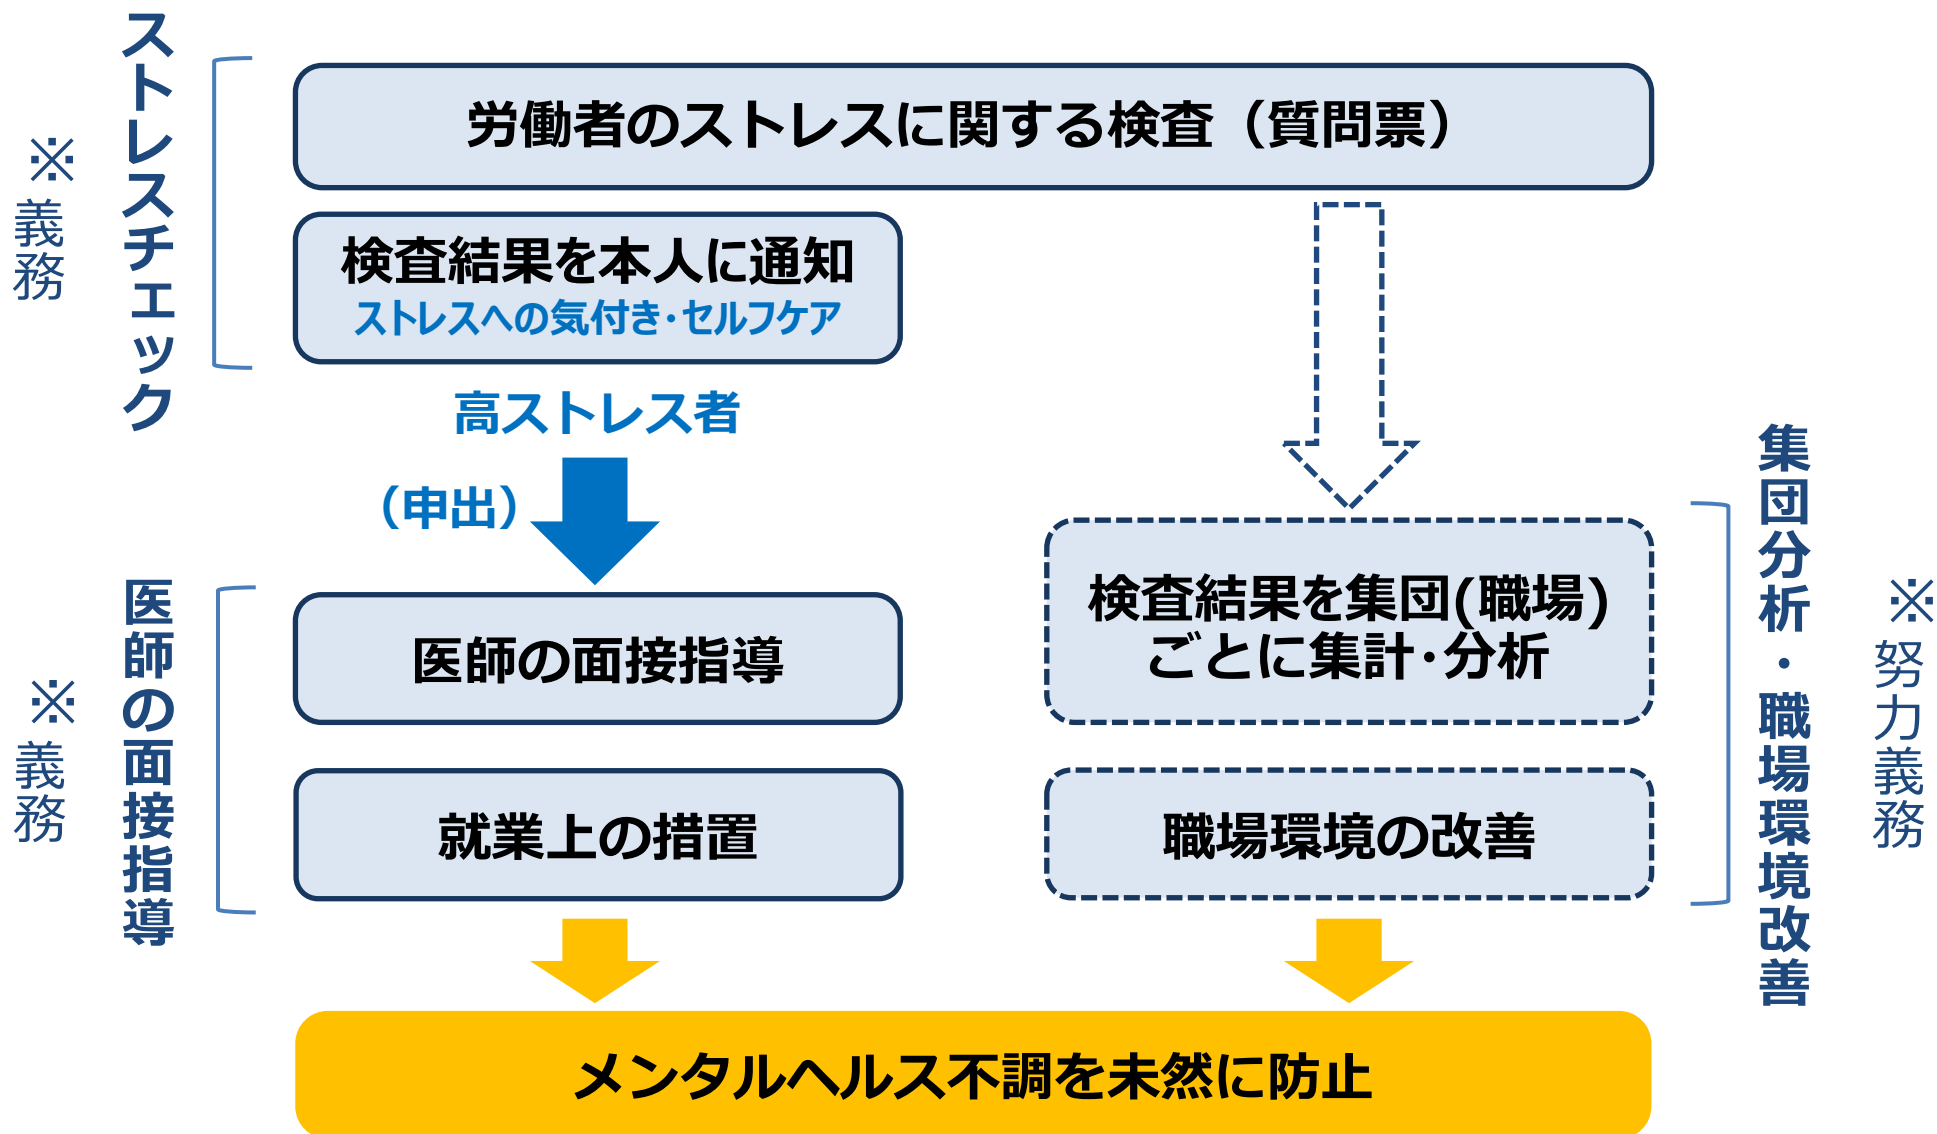 ストレスチェック
※義務
労働者のストレスに関する検査（質問票）
検査結果を本人に通知
ストレスへの気付き･セルフケア
高ストレス者
（申出）
医師の面接指導
※義務
医師の面接指導
就業上の措置
検査結果を集団(職場)
ごとに集計･分析
職場環境の改善
集団分析・職場環境改善
※努力義務
メンタルヘルス不調を未然に防止